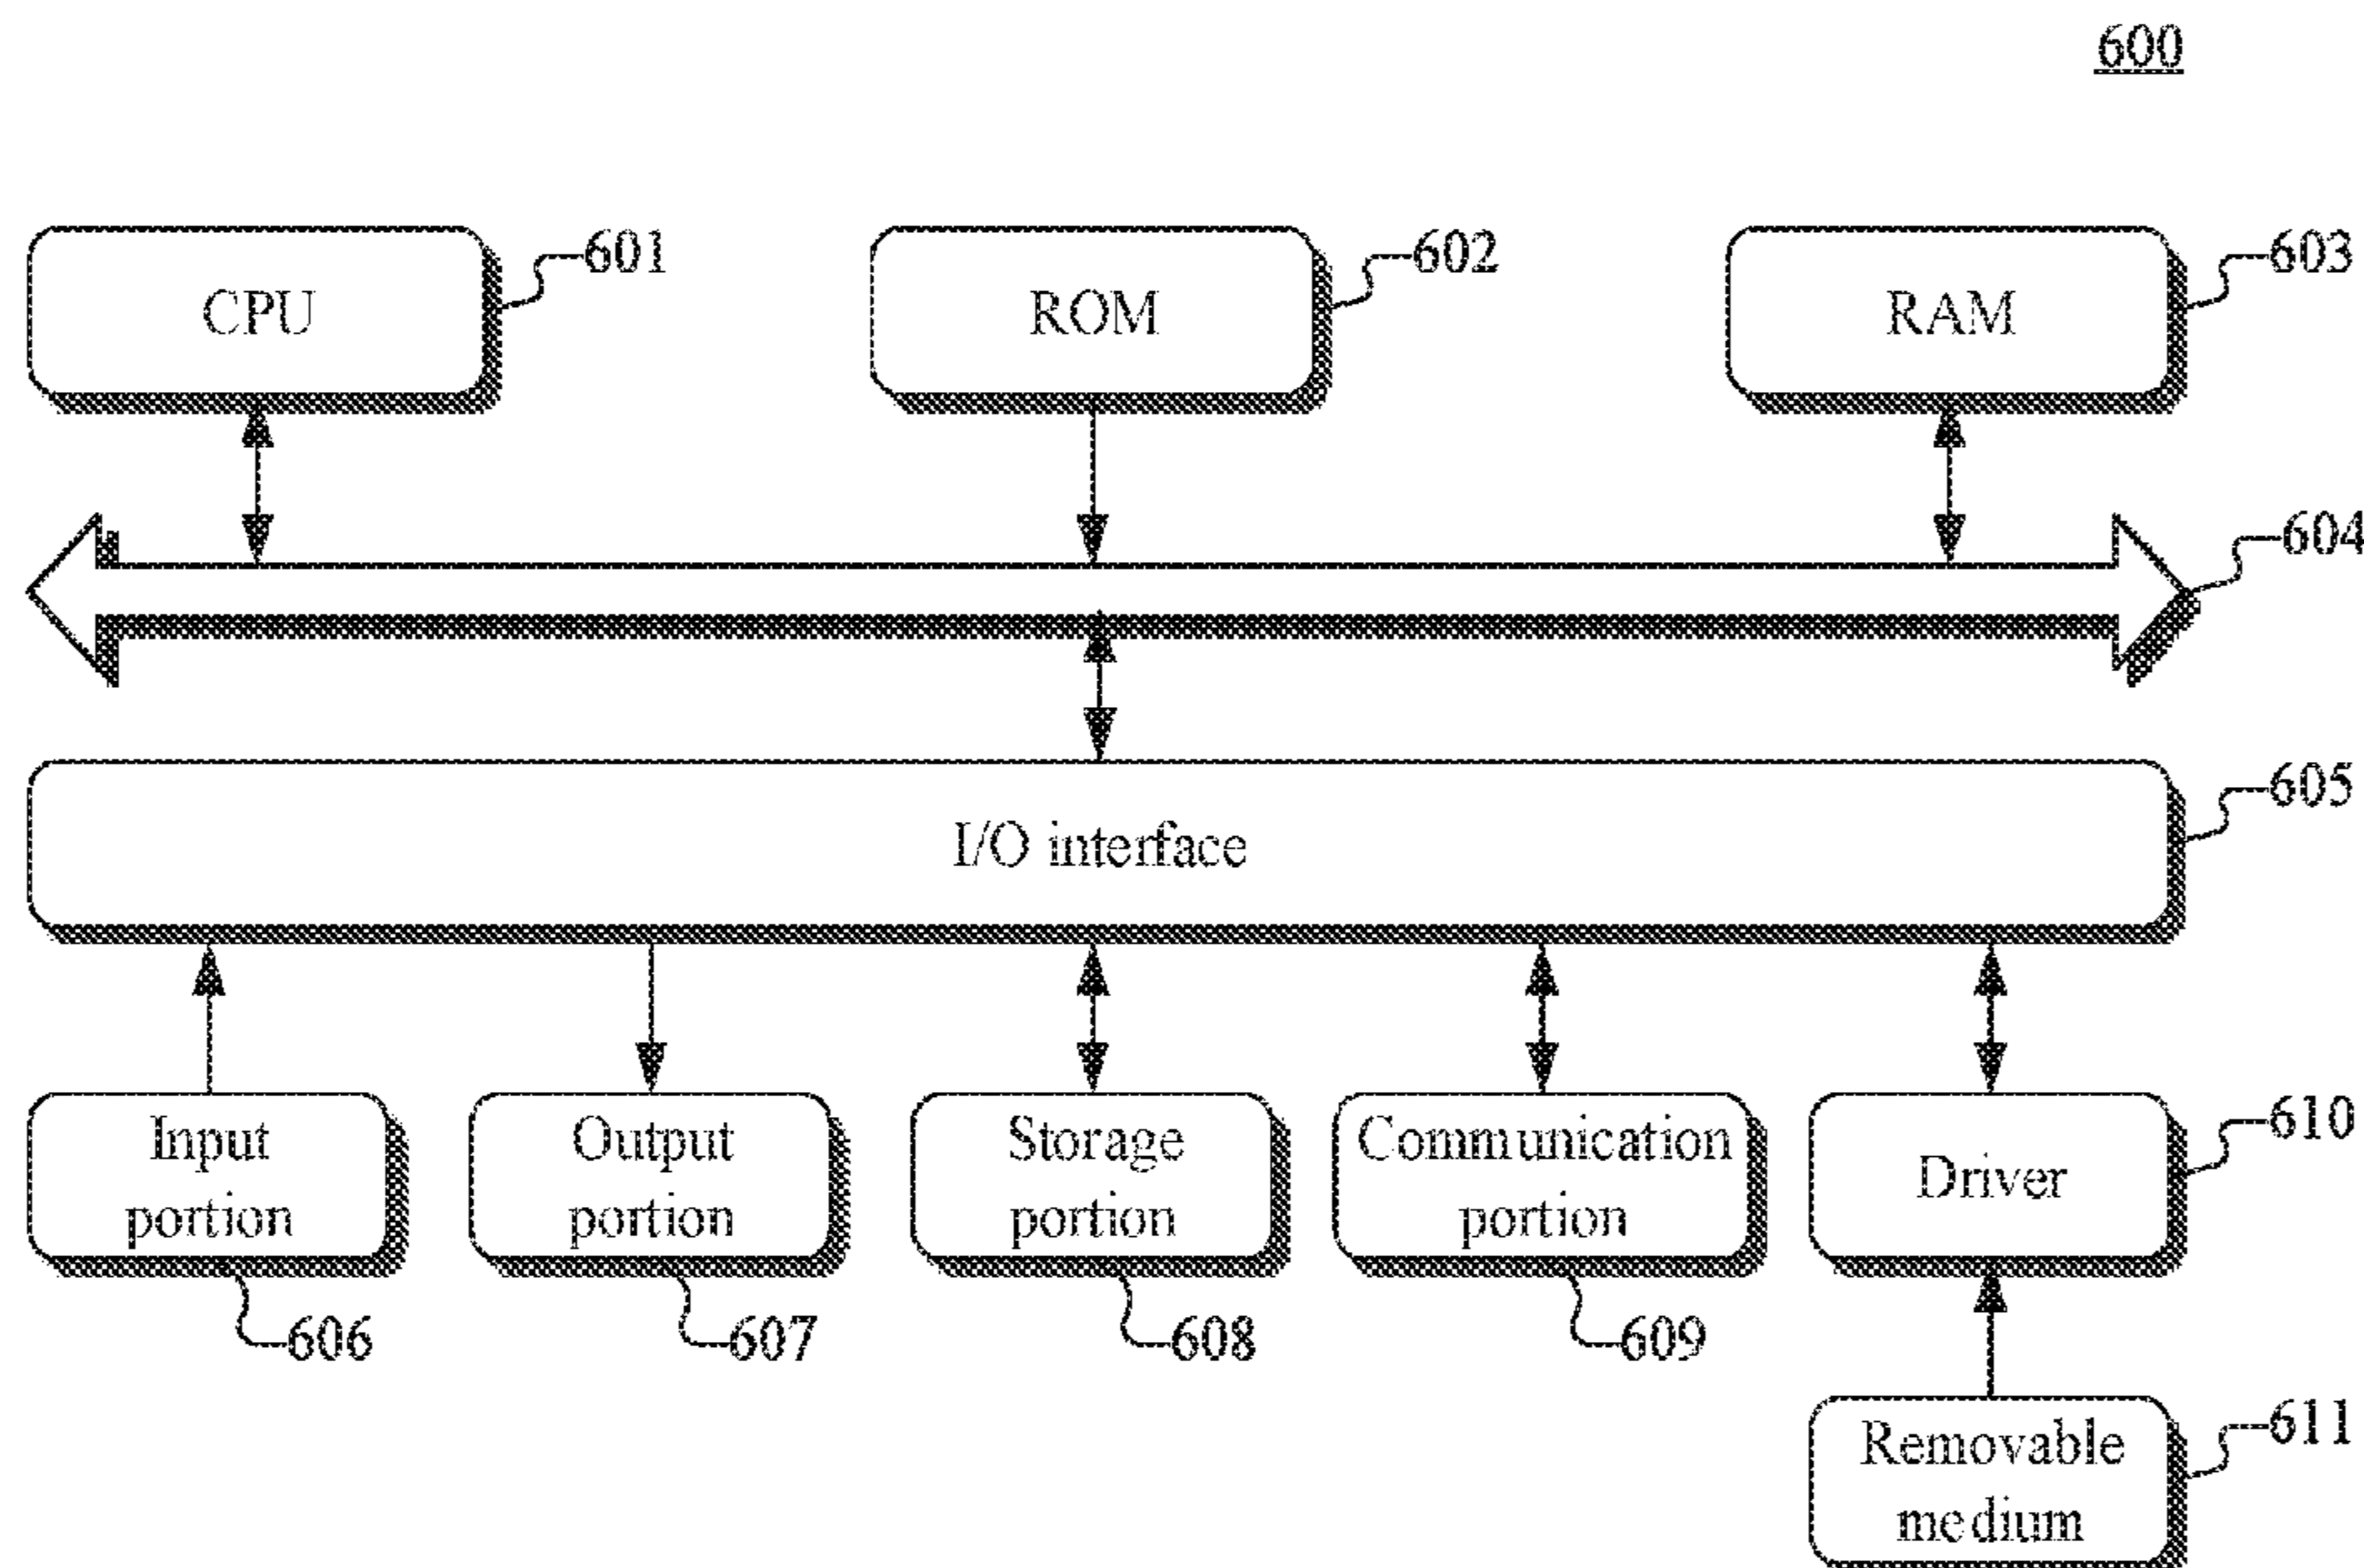 600
CPU
601
ROM
602
RAM
603
604
I/O interface
605
Input
portion
606
Output
portion
607
Storage
portion
608
Communication
portion
609
Driver
610
Removable
medium
611